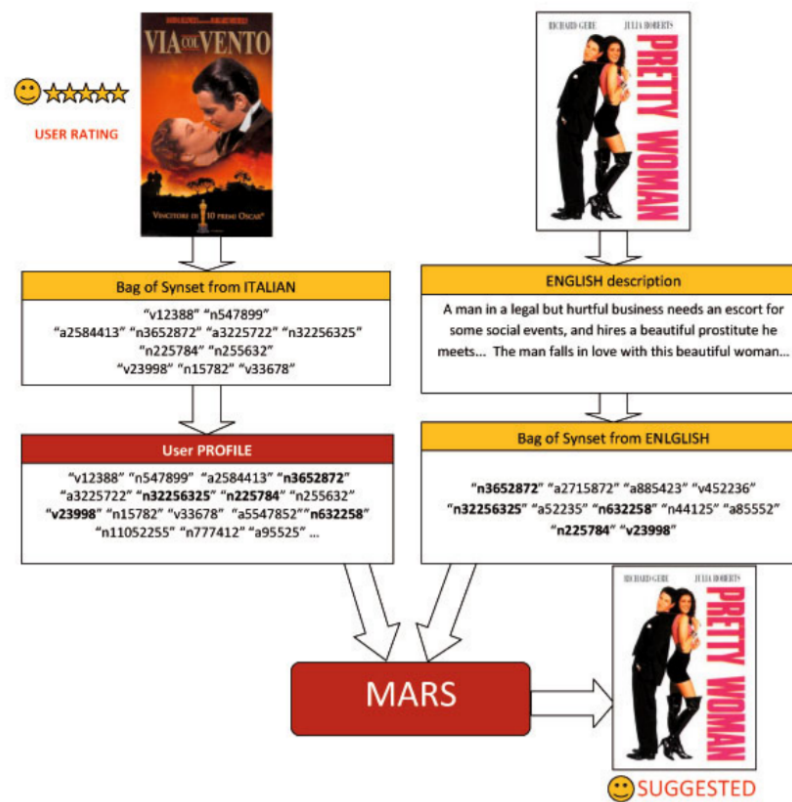 VIA COL VENTO
USER RATING
VINCITORE DI 10 PREMI OSCAR®
RICHARD GERE JULIA ROBERTS
PRETTY WOMAN
Bag of Synset from ITALIAN
“v12388” “n547899”
“a2584413” “n3652872” “a3225722” “n32256325”
“n225784” “n255632”
“v23998” “n15782” “v33678”
ENGLISH description
A man in a legal but hurtful business needs an escort for
some social events, and hires a beautiful prostitute he
meets... The man falls in love with this beautiful woman...
User PROFILE
“v12388” “n547899” “a2584413” “n3652872”
“a3225722” “n32256325” “n225784” “n255632”
“v23998” “n15782” “v33678” “a5547852” “n632258”
“n11052255” “n777412” “a95525” ...
Bag of Synset from ENLGLISH
“n3652872” “a2715872” “a885423” “v452236”
“n32256325” “a52235” “n632258” “n44125” “a85552”
“n225784” “v23998”
MARS
RICHARD GERE JULIA ROBERTS
PRETTY WOMAN
SUGGESTED